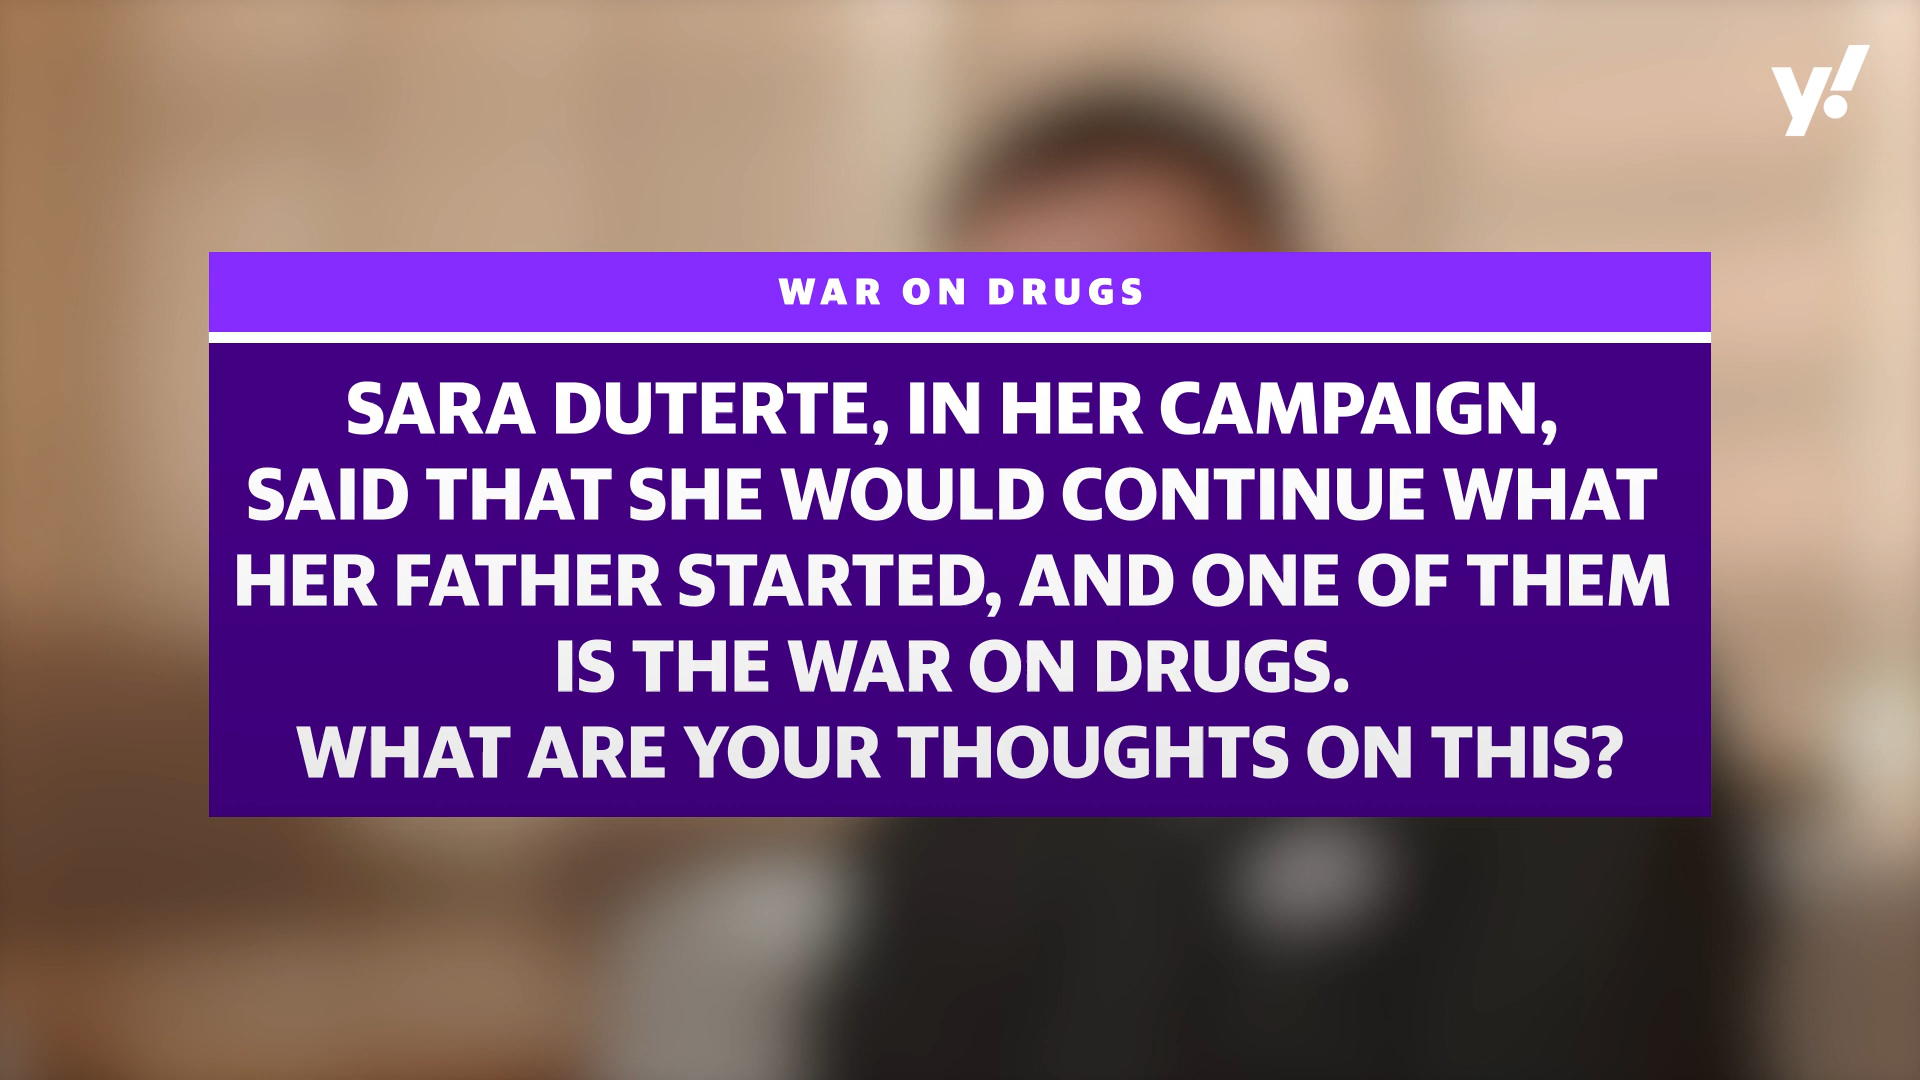 y!
WAR ON DRUGS
SARA DUTERTE, IN HER CAMPAIGN,
SAID THAT SHE WOULD CONTINUE WHAT
HER FATHER STARTED, AND ONE OF THEM
IS THE WAR ON DRUGS.
WHAT ARE YOUR THOUGHTS ON THIS?